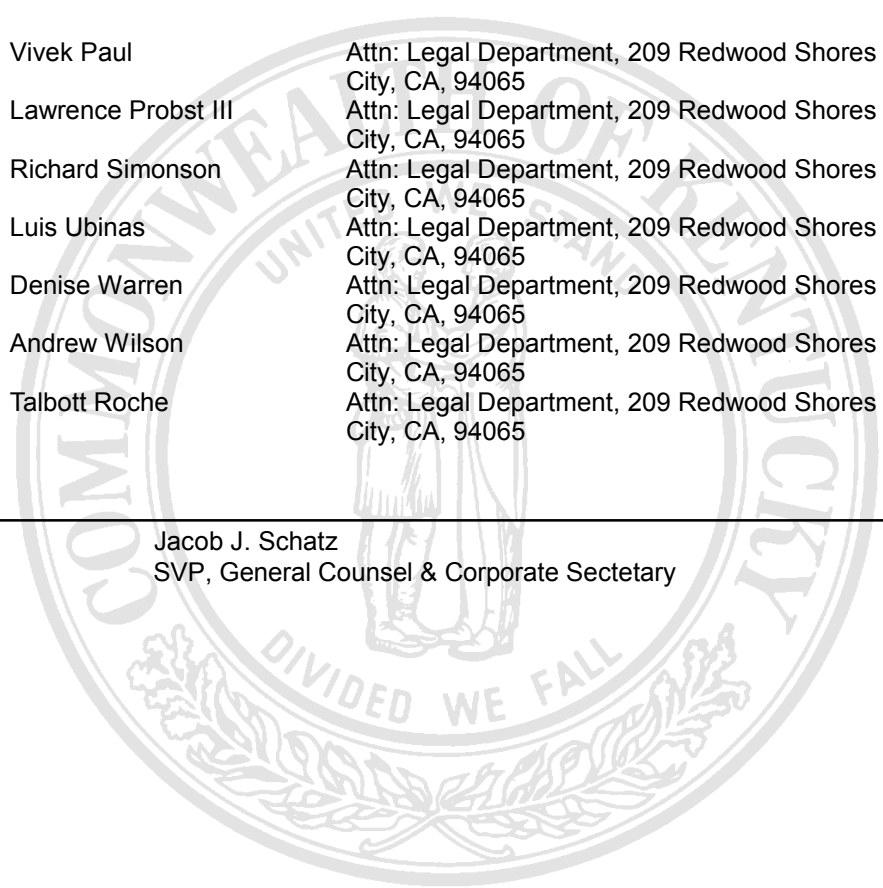 Vivek Paul Attn: Legal Department, 209 Redwood Shores
City, CA, 94065
Lawrence Probst III Attn: Legal Department, 209 Redwood Shores
City, CA, 94065
Richard Simonson Attn: Legal Department, 209 Redwood Shores
City, CA, 94065
Luis Ubinas Attn: Legal Department, 209 Redwood Shores
City, CA, 94065
Denise Warren Attn: Legal Department, 209 Redwood Shores
City, CA, 94065
Andrew Wilson Attn: Legal Department, 209 Redwood Shores
City, CA, 94065
Talbott Roche Attn: Legal Department, 209 Redwood Shores
City, CA, 94065
Jacob J. Schatz
SVP, General Counsel & Corporate Sectetary
COMMONWEALTH OF KENTUCKY
UNITED WE STAND
DIVIDED WE FALL